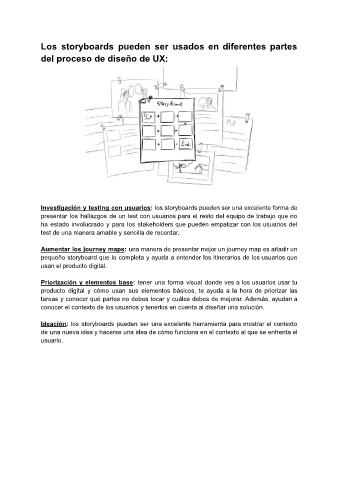 Los storyboards pueden ser usados en diferentes partes
del proceso de diseño de UX:
Story Board
End
Investigación y testing con usuarios: los storyboards pueden ser una excelente forma de
presentar los hallazgos de un test con usuarios para el resto del equipo de trabajo que no
ha estado involucrado y para los stakeholders que pueden empatizar con los usuarios del
test de una manera amable y sencilla de recordar.
Aumentar los journey maps: una manera de presentar mejor un journey map es añadir un
pequeño storyboard que lo completa y ayuda a entender los itinerarios de los usuarios que
usan el producto digital.
Priorización y elementos base: tener una forma visual donde ves a los usuarios usar tu
producto digital y cómo usan sus elementos básicos, te ayuda a la hora de priorizar las
tareas y conocer qué partes no debes tocar y cuáles debes de mejorar. Además, ayudan a
conocer el contexto de los usuarios y tenerlos en cuenta al diseñar una solución.
Ideación: los storyboards pueden ser una excelente herramienta para mostrar el contexto
de una nueva idea y hacerse una idea de cómo funciona en el contexto al que se enfrenta el
usuario.